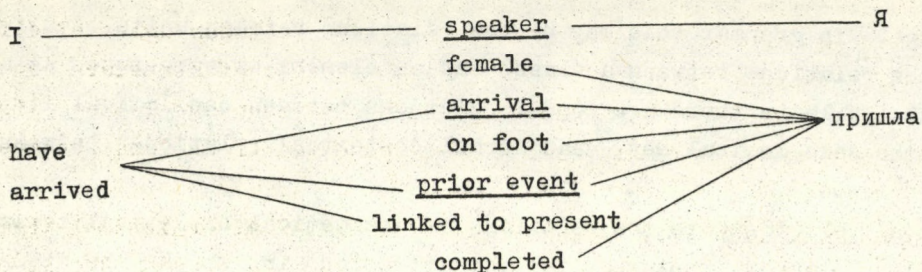 I speaker Я
female
arrival
on foot пришла
have
prior event
arrived
linked to present
completed